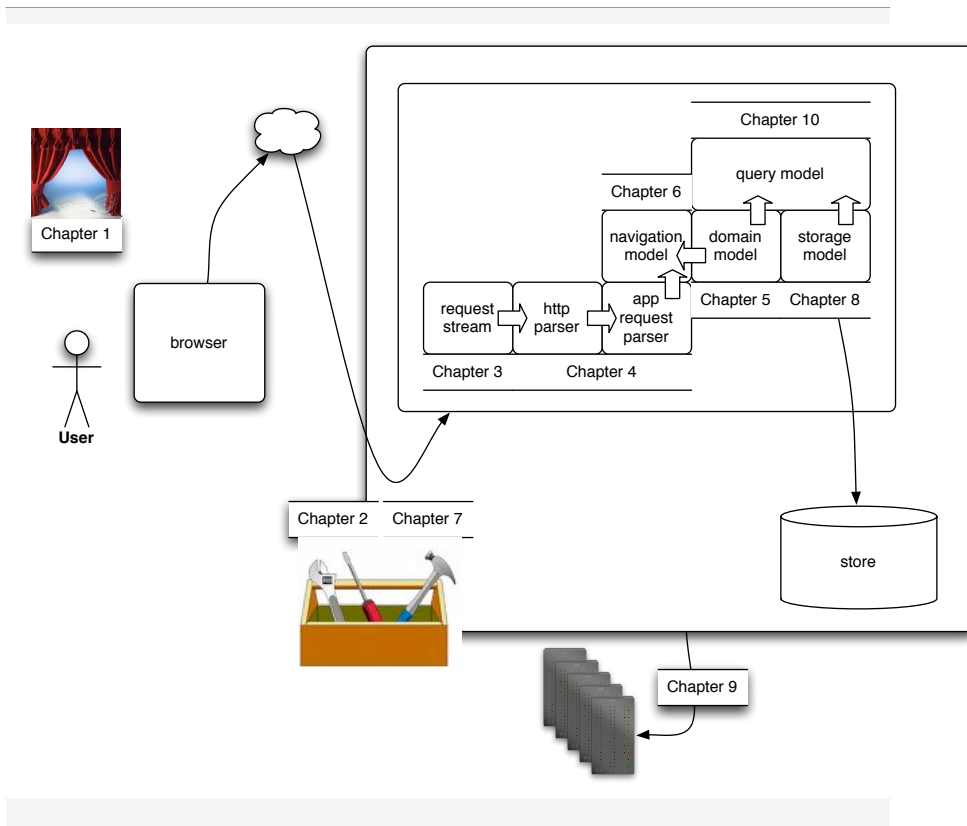 Chapter 10
query model
Chapter 6
Chapter 1
navigation
model
domain
model
storage
model
Chapter 5
Chapter 8
request
stream
http
parser
app
request
parser
browser
Chapter 3
Chapter 4
User
Chapter 2
Chapter 7
store
Chapter 9